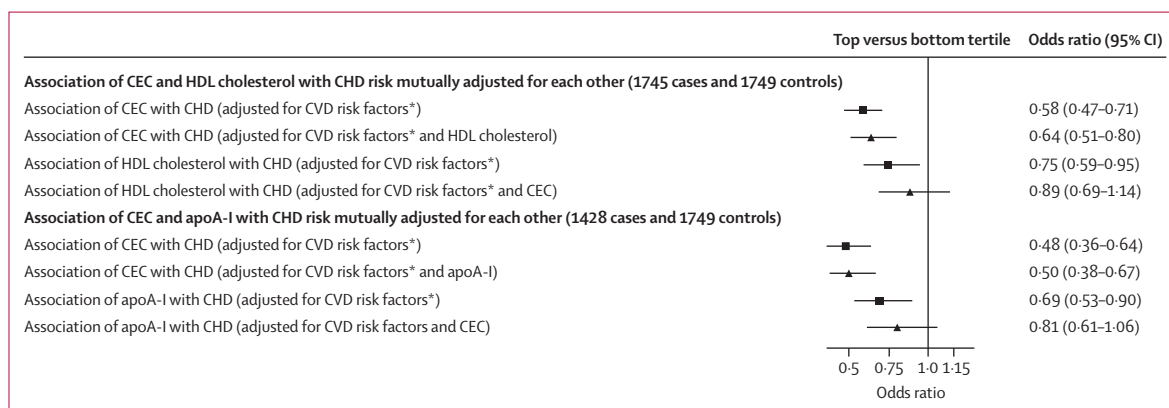 Top versus bottom tertile Odds ratio (95% CI)
Association of CEC and HDL cholesterol with CHD risk mutually adjusted for each other (1745 cases and 1749 controls)
Association of CEC with CHD (adjusted for CVD risk factors*) 0·58 (0·47–0·71)
Association of CEC with CHD (adjusted for CVD risk factors* and HDL cholesterol) 0·64 (0·51–0·80)
Association of HDL cholesterol with CHD (adjusted for CVD risk factors*) 0·75 (0·59–0·95)
Association of HDL cholesterol with CHD (adjusted for CVD risk factors* and CEC) 0·89 (0·69–1·14)
Association of CEC and apoA-I with CHD risk mutually adjusted for each other (1428 cases and 1749 controls)
Association of CEC with CHD (adjusted for CVD risk factors*) 0·48 (0·36–0·64)
Association of CEC with CHD (adjusted for CVD risk factors* and apoA-I) 0·50 (0·38–0·67)
Association of apoA-I with CHD (adjusted for CVD risk factors*) 0·69 (0·53–0·90)
Association of apoA-I with CHD (adjusted for CVD risk factors and CEC) 0·81 (0·61–1·06)
0·5 0·75 1·0 1·15
Odds ratio